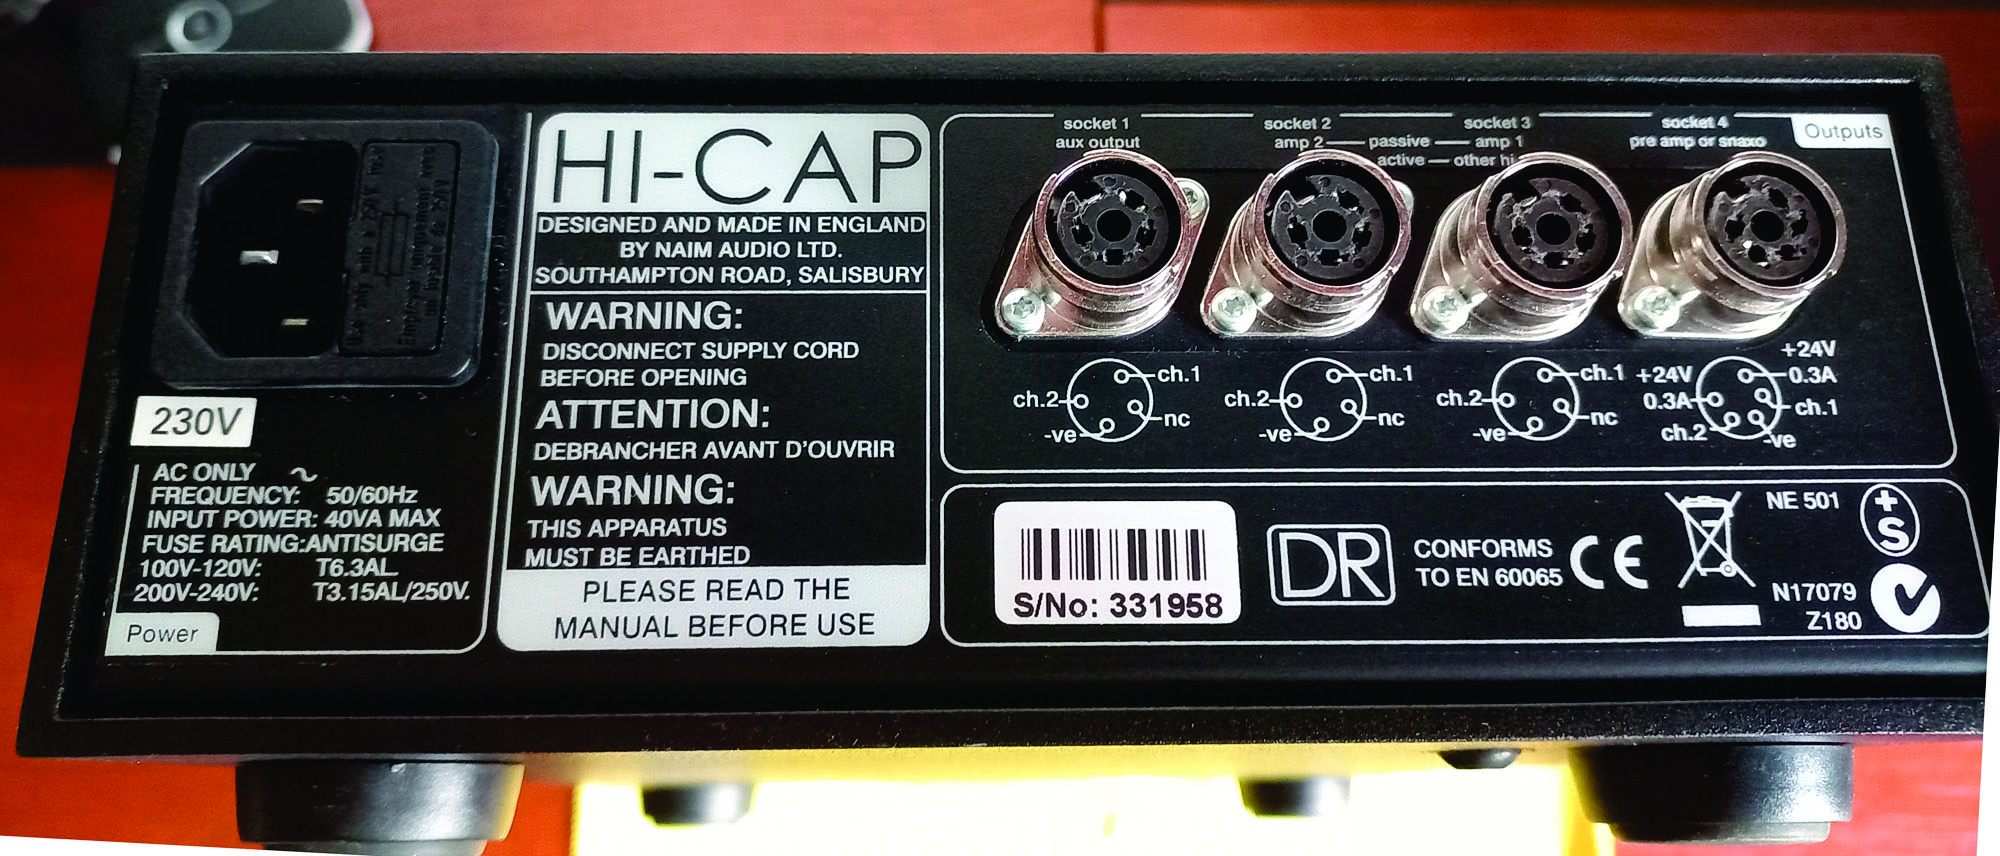 230V
AC ONLY ~
FREQUENCY: 50/60Hz
INPUT POWER: 40VA MAX
FUSE RATING:ANTISURGE
100V-120V: T6.3AL
200V-240V: T3.15AL/250V.
Power
HI-CAP
DESIGNED AND MADE IN ENGLAND
BY NAIM AUDIO LTD.
SOUTHAMPTON ROAD, SALISBURY
WARNING:
DISCONNECT SUPPLY CORD
BEFORE OPENING
ATTENTION:
DEBRANCHER AVANT D'OUVRIR
WARNING:
THIS APPARATUS
MUST BE EARTHED
PLEASE READ THE
MANUAL BEFORE USE
Outputs
socket 1
aux output
socket 2 socket 3
amp 2 — passive — amp 1
active — other hi
socket 4
pre amp or snaxo
ch.1
ch.2
nc
-ve
ch.1
ch.2
nc
-ve
ch.1
ch.2
nc
-ve
+24V
0.3A
+24V
0.3A
ch.1
ch.2
-ve
S/No: 331958
DR
CONFORMS
TO EN 60065
CE
NE 501
+
S
N17079
Z180